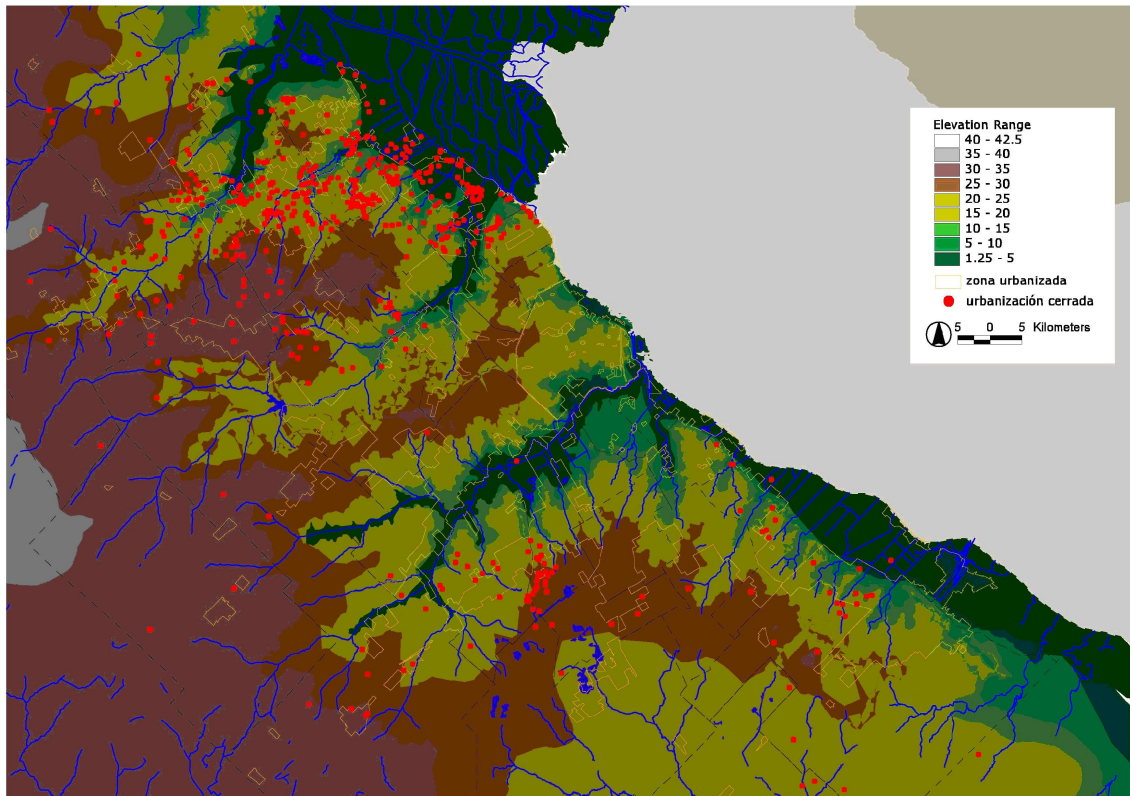 Elevation Range
40 - 42.5
35 - 40
30 - 35
25 - 30
20 - 25
15 - 20
10 - 15
5 - 10
1.25 - 5
zona urbanizada
urbanización cerrada
5 0 5 Kilometers